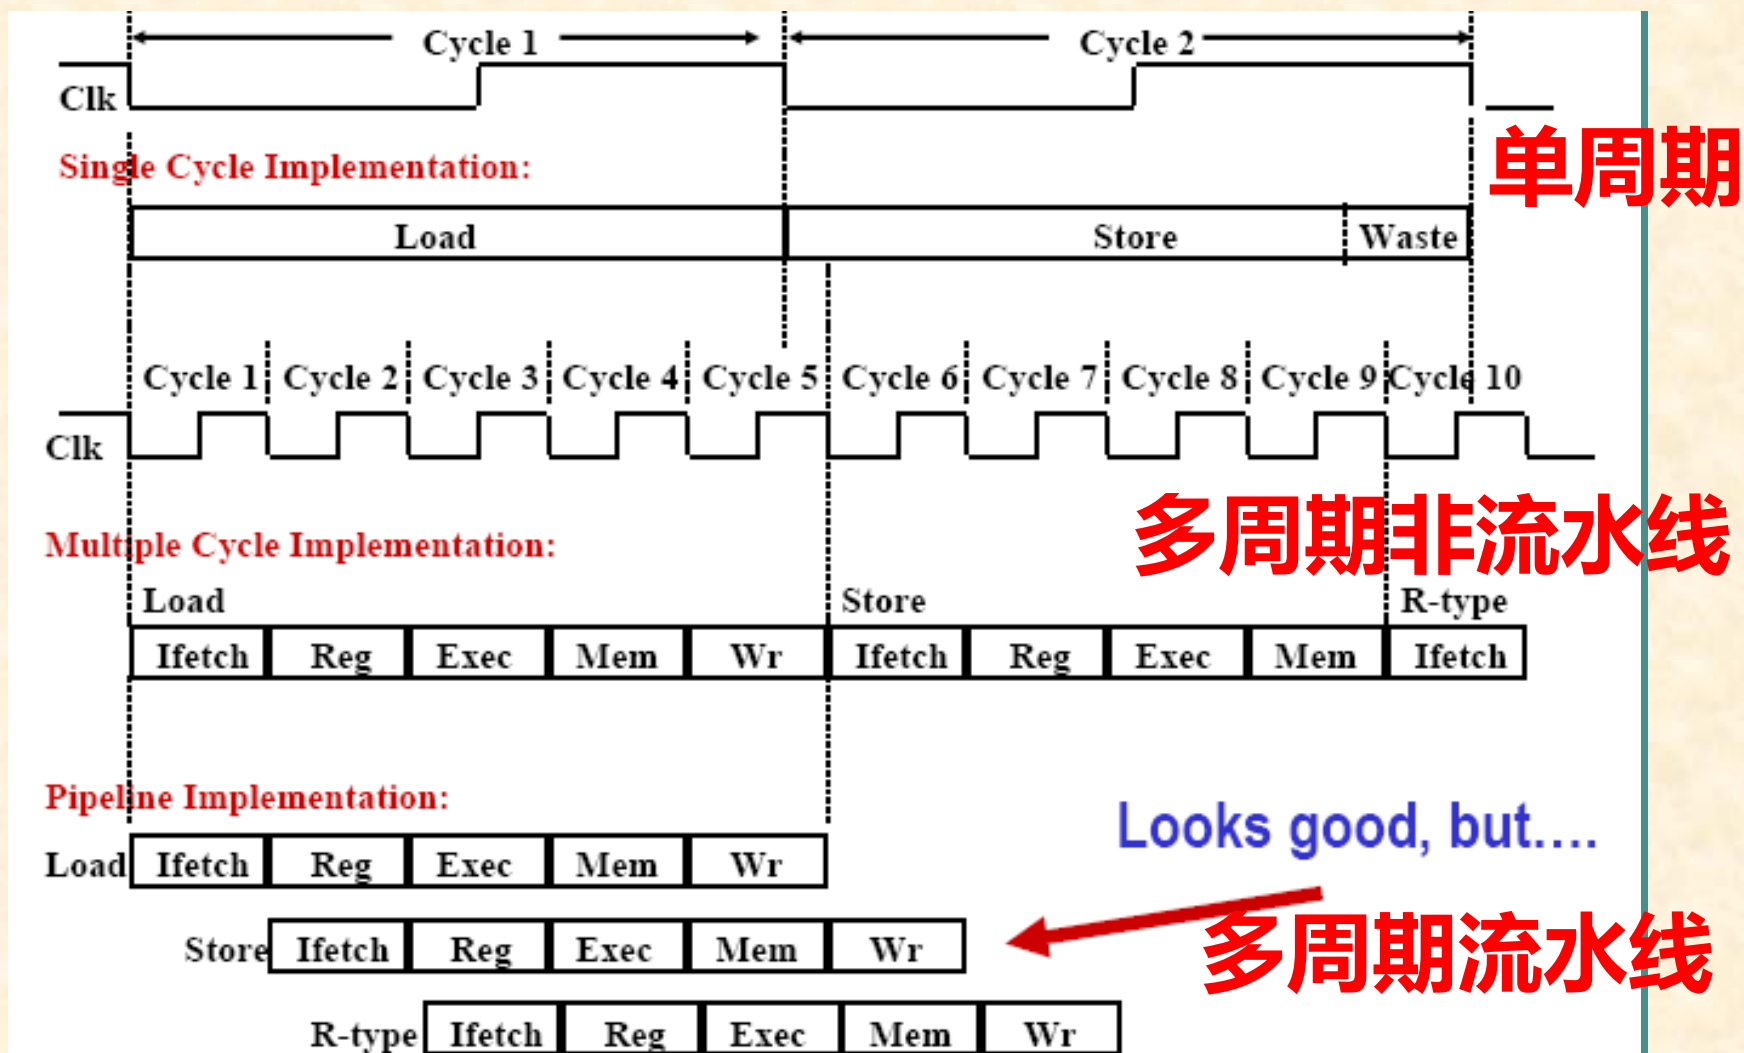 Cycle 1 Cycle 2
Clk
单周期
Single Cycle Implementation:
Load Store Waste
Cycle 1 Cycle 2 Cycle 3 Cycle 4 Cycle 5 Cycle 6 Cycle 7 Cycle 8 Cycle 9 Cycle 10
Clk
多周期非流水线
Multiple Cycle Implementation:
Load Store R-type
Ifetch Reg Exec Mem Wr Ifetch Reg Exec Mem Ifetch
Pipeline Implementation:
Looks good, but....
Load Ifetch Reg Exec Mem Wr
Store Ifetch Reg Exec Mem Wr
多周期流水线
R-type Ifetch Reg Exec Mem Wr